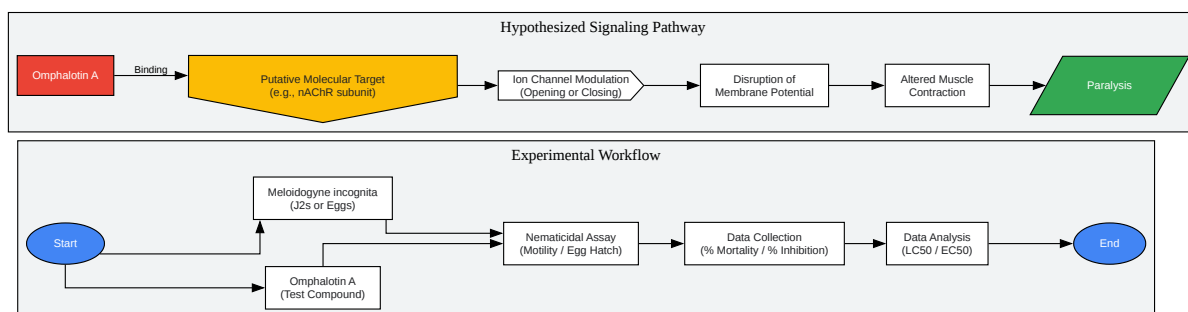 Hypothesized Signaling Pathway
Omphalotin A
Binding
Putative Molecular Target
(e.g., nAChR subunit)
Ion Channel Modulation
(Opening or Closing)
Disruption of
Membrane Potential
Altered Muscle
Contraction
Paralysis
Experimental Workflow
Start
Meloidogyne incognita
(J2s or Eggs)
Omphalotin A
(Test Compound)
Nematicidal Assay
(Motility / Egg Hatch)
Data Collection
(% Mortality / % Inhibition)
Data Analysis
(LC50 / EC50)
End